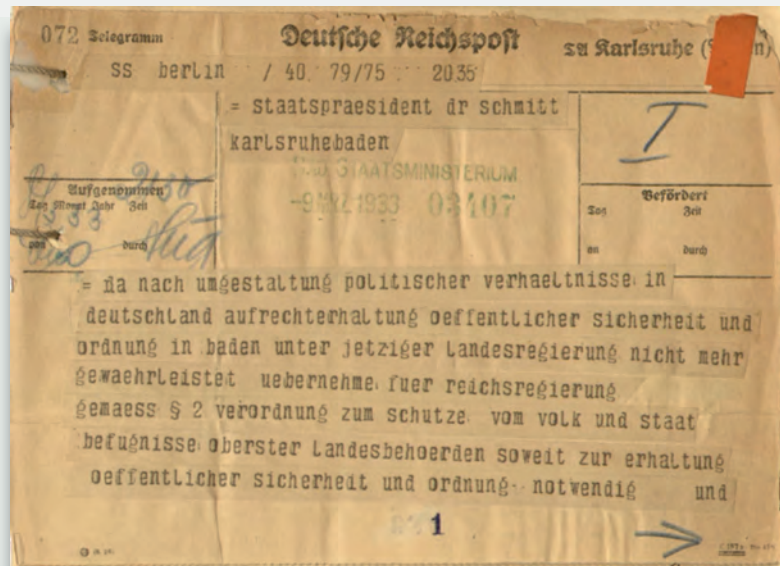 072 Telegramm Deutsche Reichspost TA Karlsruhe
SS berlin / 40 79/75 2035
= staatspraesident dr schmitt
karlsruhebaden
I
STAATSMINISTERIUM
-9 MRZ 1933 03407
Aufgenommen
Tag Monat Jahr Zeit
von durch
Befördert
Tag Zeit
an durch
= da nach umgestaltung politischer verhaeltnisse in
deutschland aufrechterhaltung oeffentlicher sicherheit und
ordnung in baden unter jetziger landesregierung nicht mehr
gewaehrleistet uebernehme fuer reichsregierung
gemaess § 2 verordnung zum schutze vom volk und staat
befugnisse oberster landesbehoerden soweit zur erhaltung
oeffentlicher sicherheit und ordnung notwendig und
1